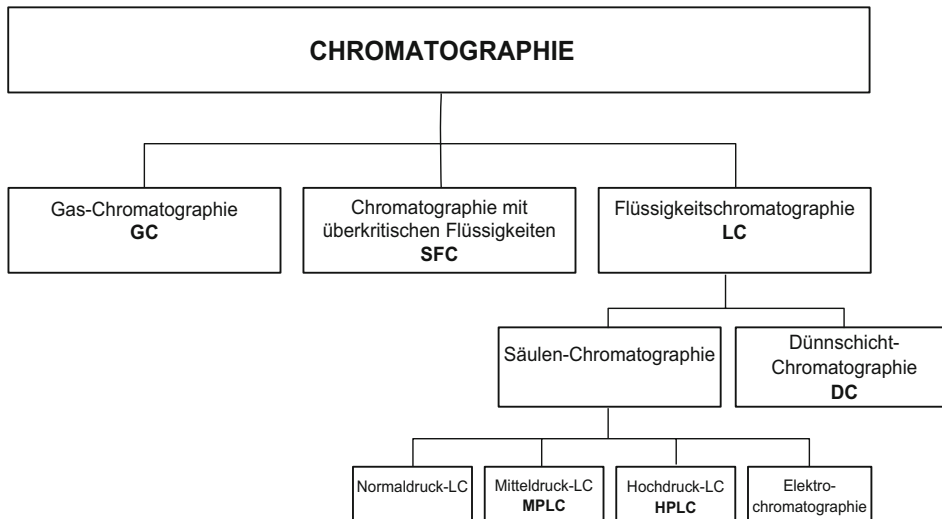 CHROMATOGRAPHIE
Gas-Chromatographie
GC
Chromatographie mit
überkritischen Flüssigkeiten
SFC
Flüssigkeitschromatographie
LC
Säulen-Chromatographie
Dünnschicht-
Chromatographie
DC
Normaldruck-LC
Mitteldruck-LC
MPLC
Hochdruck-LC
HPLC
Elektro-
chromatographie